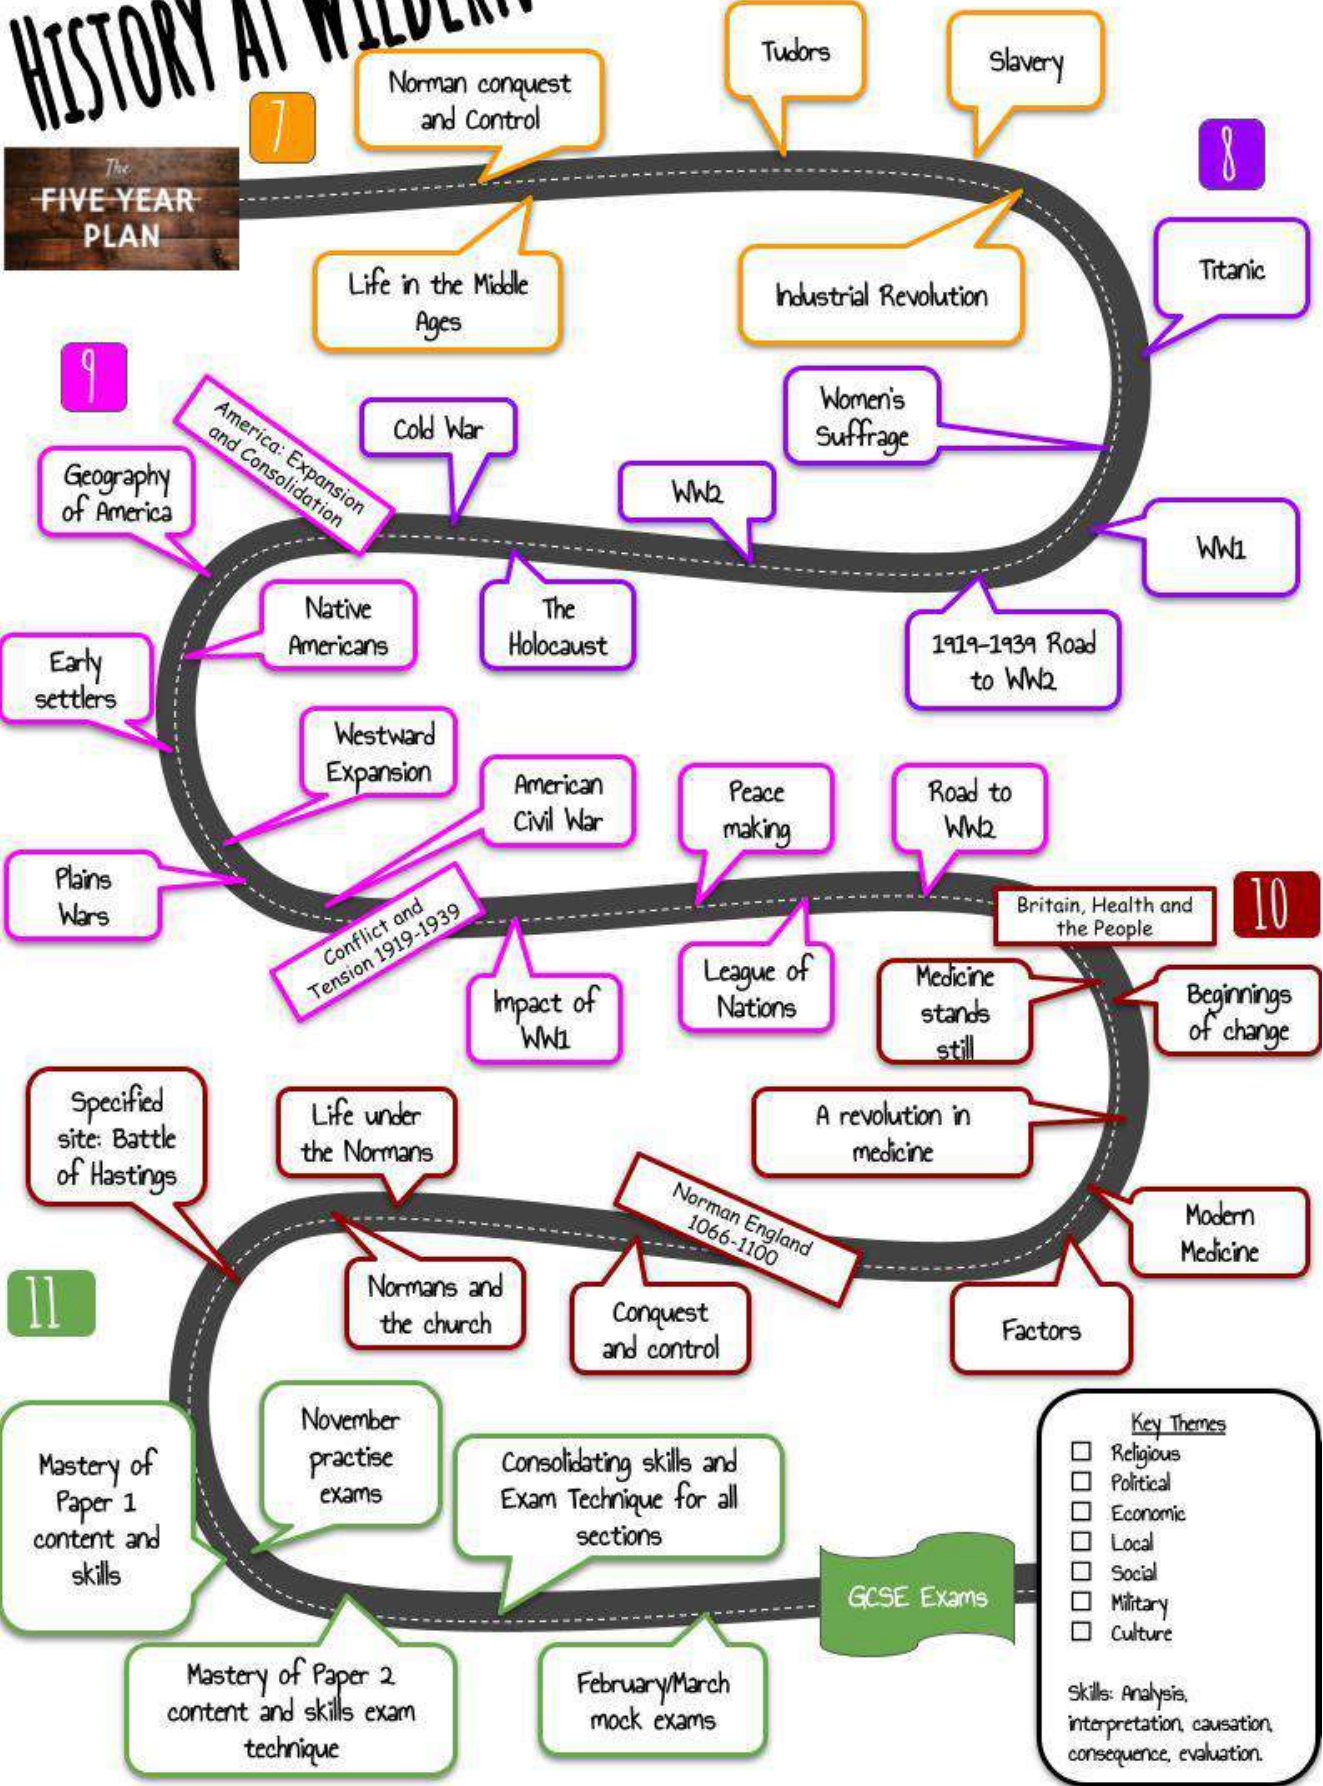 HISTORY AT
7
Norman conquest
and Control
Tudors
Slavery
8
The
FIVE YEAR
PLAN
Life in the Middle
Ages
Industrial Revolution
Titanic
9
America: Expansion
and Consolidation
Cold War
Women's
Suffrage
Geography
of America
WW2
WW1
Native
Americans
The
Holocaust
1919-1939 Road
to WW2
Early
settlers
Westward
Expansion
American
Civil War
Peace
making
Road to
WW2
Plains
Wars
Conflict and
Tension 1919-1939
Britain, Health and
the People
10
Impact of
WW1
League of
Nations
Medicine
stands
still
Beginnings
of change
Specified
site: Battle
of Hastings
Life under
the Normans
A revolution in
medicine
Norman England
1066-1100
Modern
Medicine
11
Normans and
the church
Conquest
and control
Factors
Mastery of
Paper 1
content and
skills
November
practise
exams
Consolidating skills and
Exam Technique for all
sections
GCSE Exams
Mastery of Paper 2
content and skills exam
technique
February/March
mock exams
Key Themes
Religious
Political
Economic
Local
Social
Military
Culture
Skills: Analysis,
interpretation, causation,
consequence, evaluation.